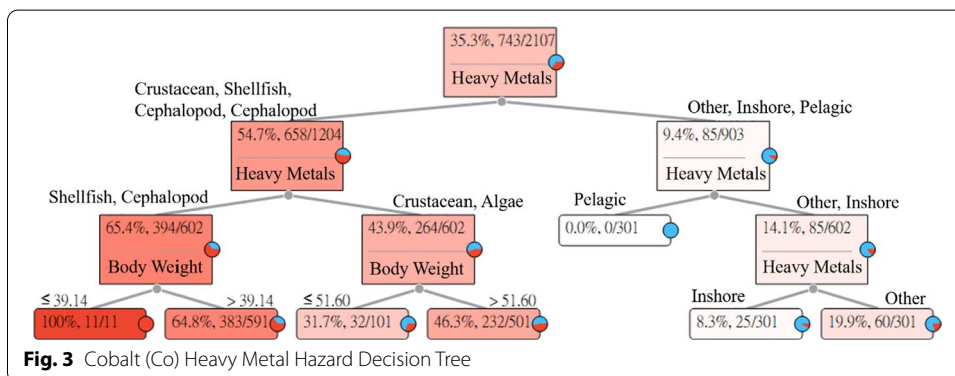 35.3%, 743/2107
Heavy Metals
Crustacean, Shellfish,
Cephalopod, Cephalopod
Other, Inshore, Pelagic
54.7%, 658/1204
Heavy Metals
9.4%, 85/903
Heavy Metals
Shellfish, Cephalopod
Crustacean, Algae
Pelagic
Other, Inshore
65.4%, 394/602
Body Weight
43.9%, 264/602
Body Weight
0.0%, 0/301
14.1%, 85/602
Heavy Metals
≤ 39.14
> 39.14
≤ 51.60
> 51.60
Inshore
Other
100%, 11/11
64.8%, 383/591
31.7%, 32/101
46.3%, 232/501
8.3%, 25/301
19.9%, 60/301
Fig. 3 Cobalt (Co) Heavy Metal Hazard Decision Tree